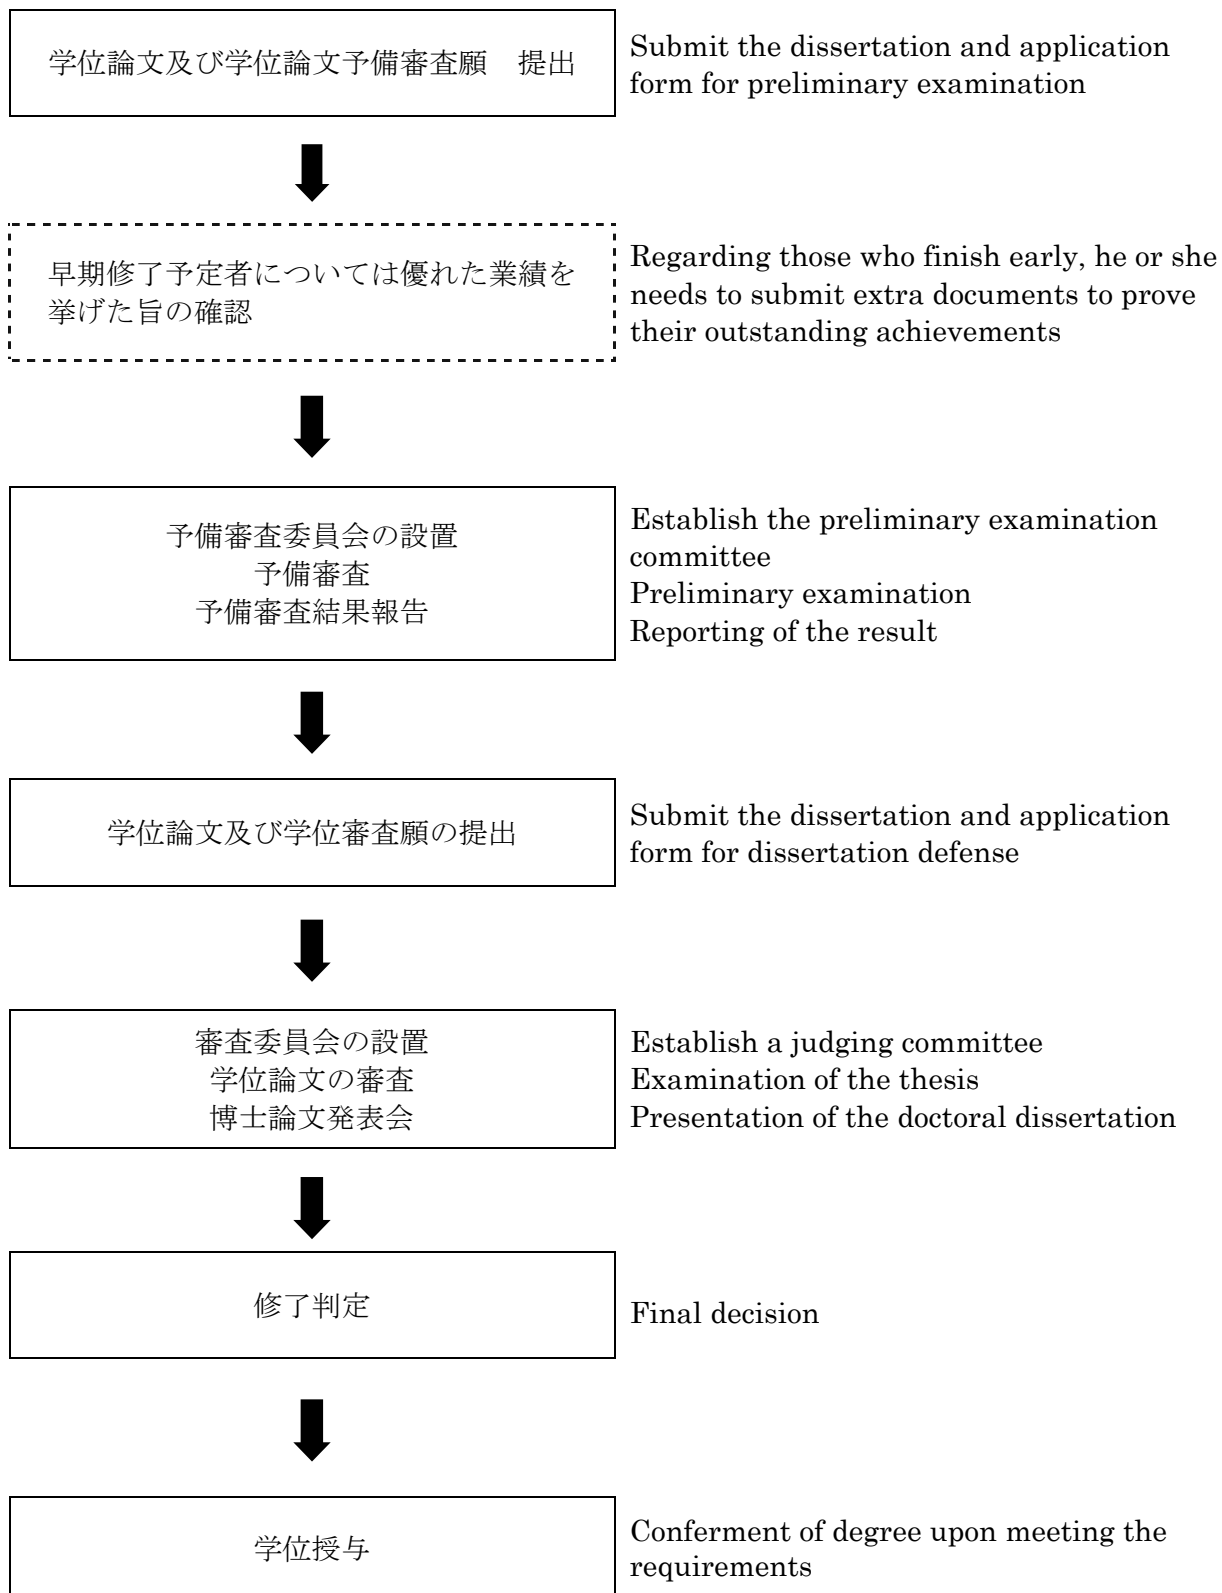 学位論文及び学位論文予備審査願　提出
Submit the dissertation and application
form for preliminary examination
早期修了予定者については優れた業績を
挙げた旨の確認
Regarding those who finish early, he or she
needs to submit extra documents to prove
their outstanding achievements
予備審査委員会の設置
予備審査
予備審査結果報告
Establish the preliminary examination
committee
Preliminary examination
Reporting of the result
学位論文及び学位審査願の提出
Submit the dissertation and application
form for dissertation defense
審査委員会の設置
学位論文の審査
博士論文発表会
Establish a judging committee
Examination of the thesis
Presentation of the doctoral dissertation
修了判定
Final decision
学位授与
Conferment of degree upon meeting the
requirements